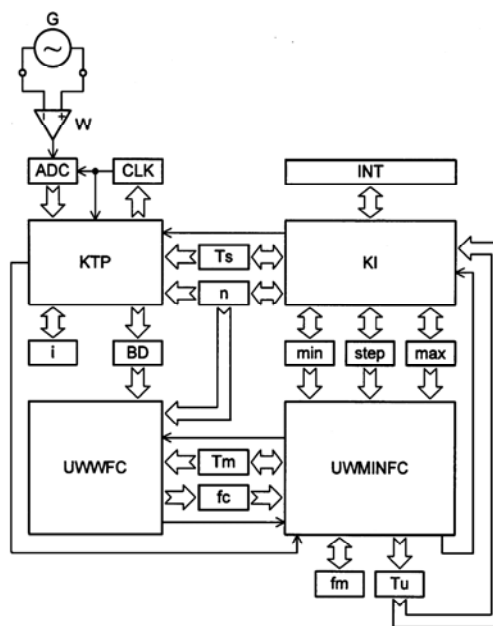 G
~
- +
W
ADC
CLK
INT
KTP
Ts
KI
n
i
BD
min
step
max
UWWFC
Tm
UWMINFC
fc
fm
Tu